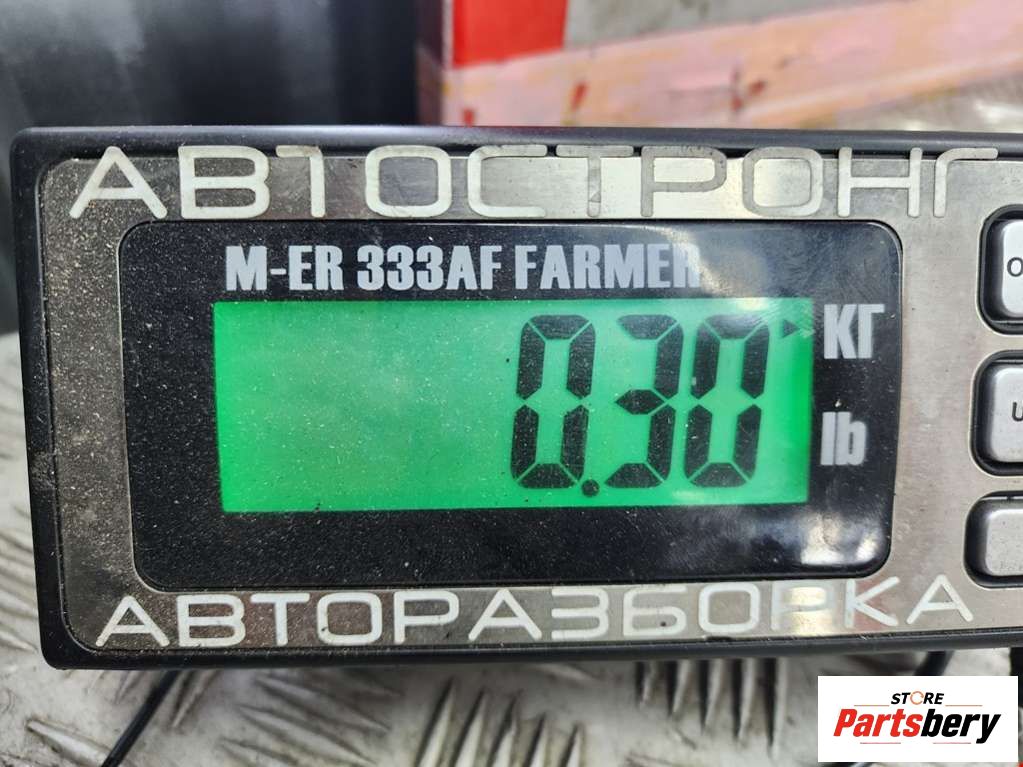 АВТОСТРОНГ
M-ER 333AF FARMER
0.30
КГ
lb
АВТОРАЗБОРКА
STORE
Partsbery